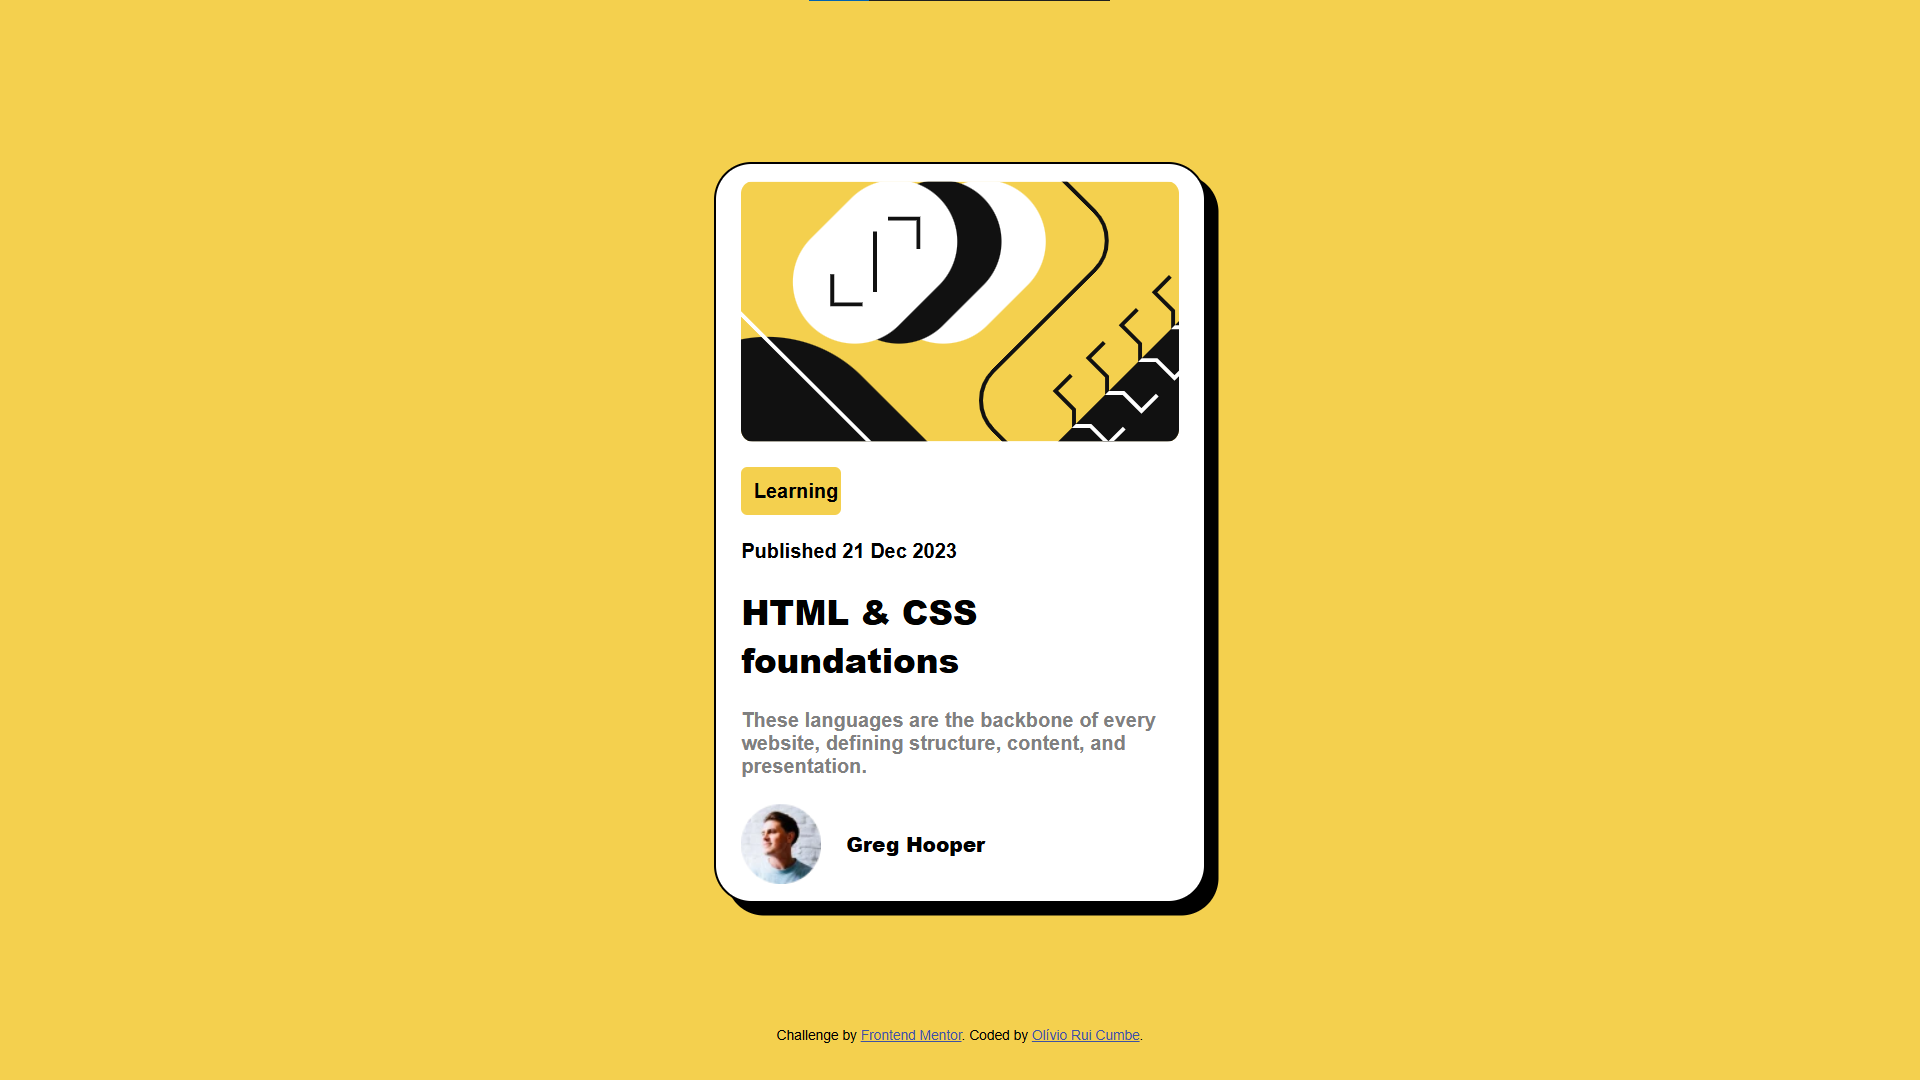 Learning
Published 21 Dec 2023
HTML & CSS
foundations
These languages are the backbone of every
website, defining structure, content, and
presentation.
Greg Hooper
Challenge by Frontend Mentor. Coded by Olívio Rui Cumbe.